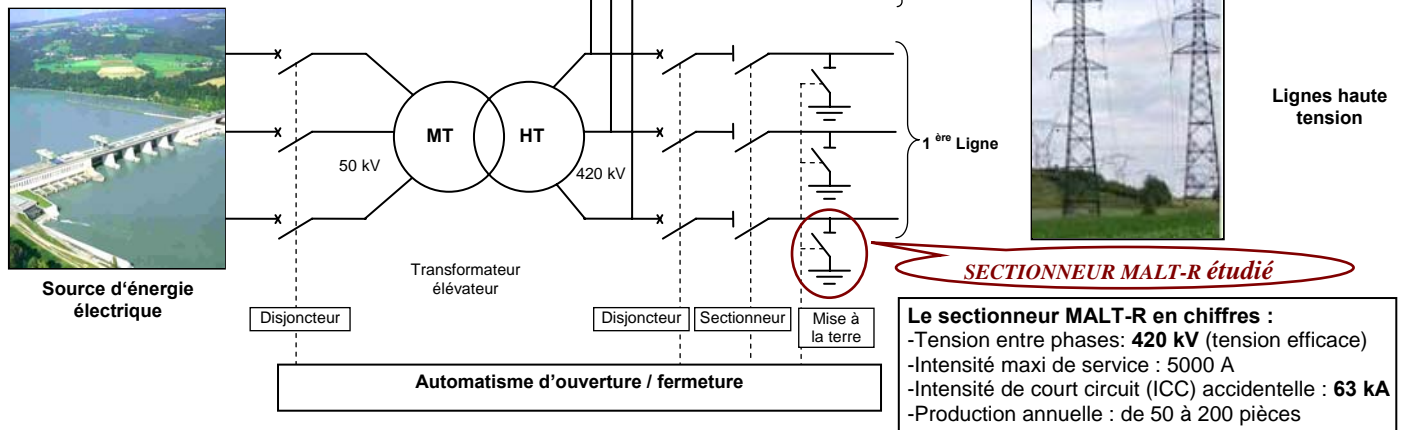 MT
HT
50 kV
420 kV
1 ère Ligne
Lignes haute
tension
Source d‘énergie
électrique
Transformateur
élévateur
SECTIONNEUR MALT-R étudié
Disjoncteur
Disjoncteur
Sectionneur
Mise à
la terre
Automatisme d’ouverture / fermeture
Le sectionneur MALT-R en chiffres :
-Tension entre phases: 420 kV (tension efficace)
-Intensité maxi de service : 5000 A
-Intensité de court circuit (ICC) accidentelle : 63 kA
-Production annuelle : de 50 à 200 pièces